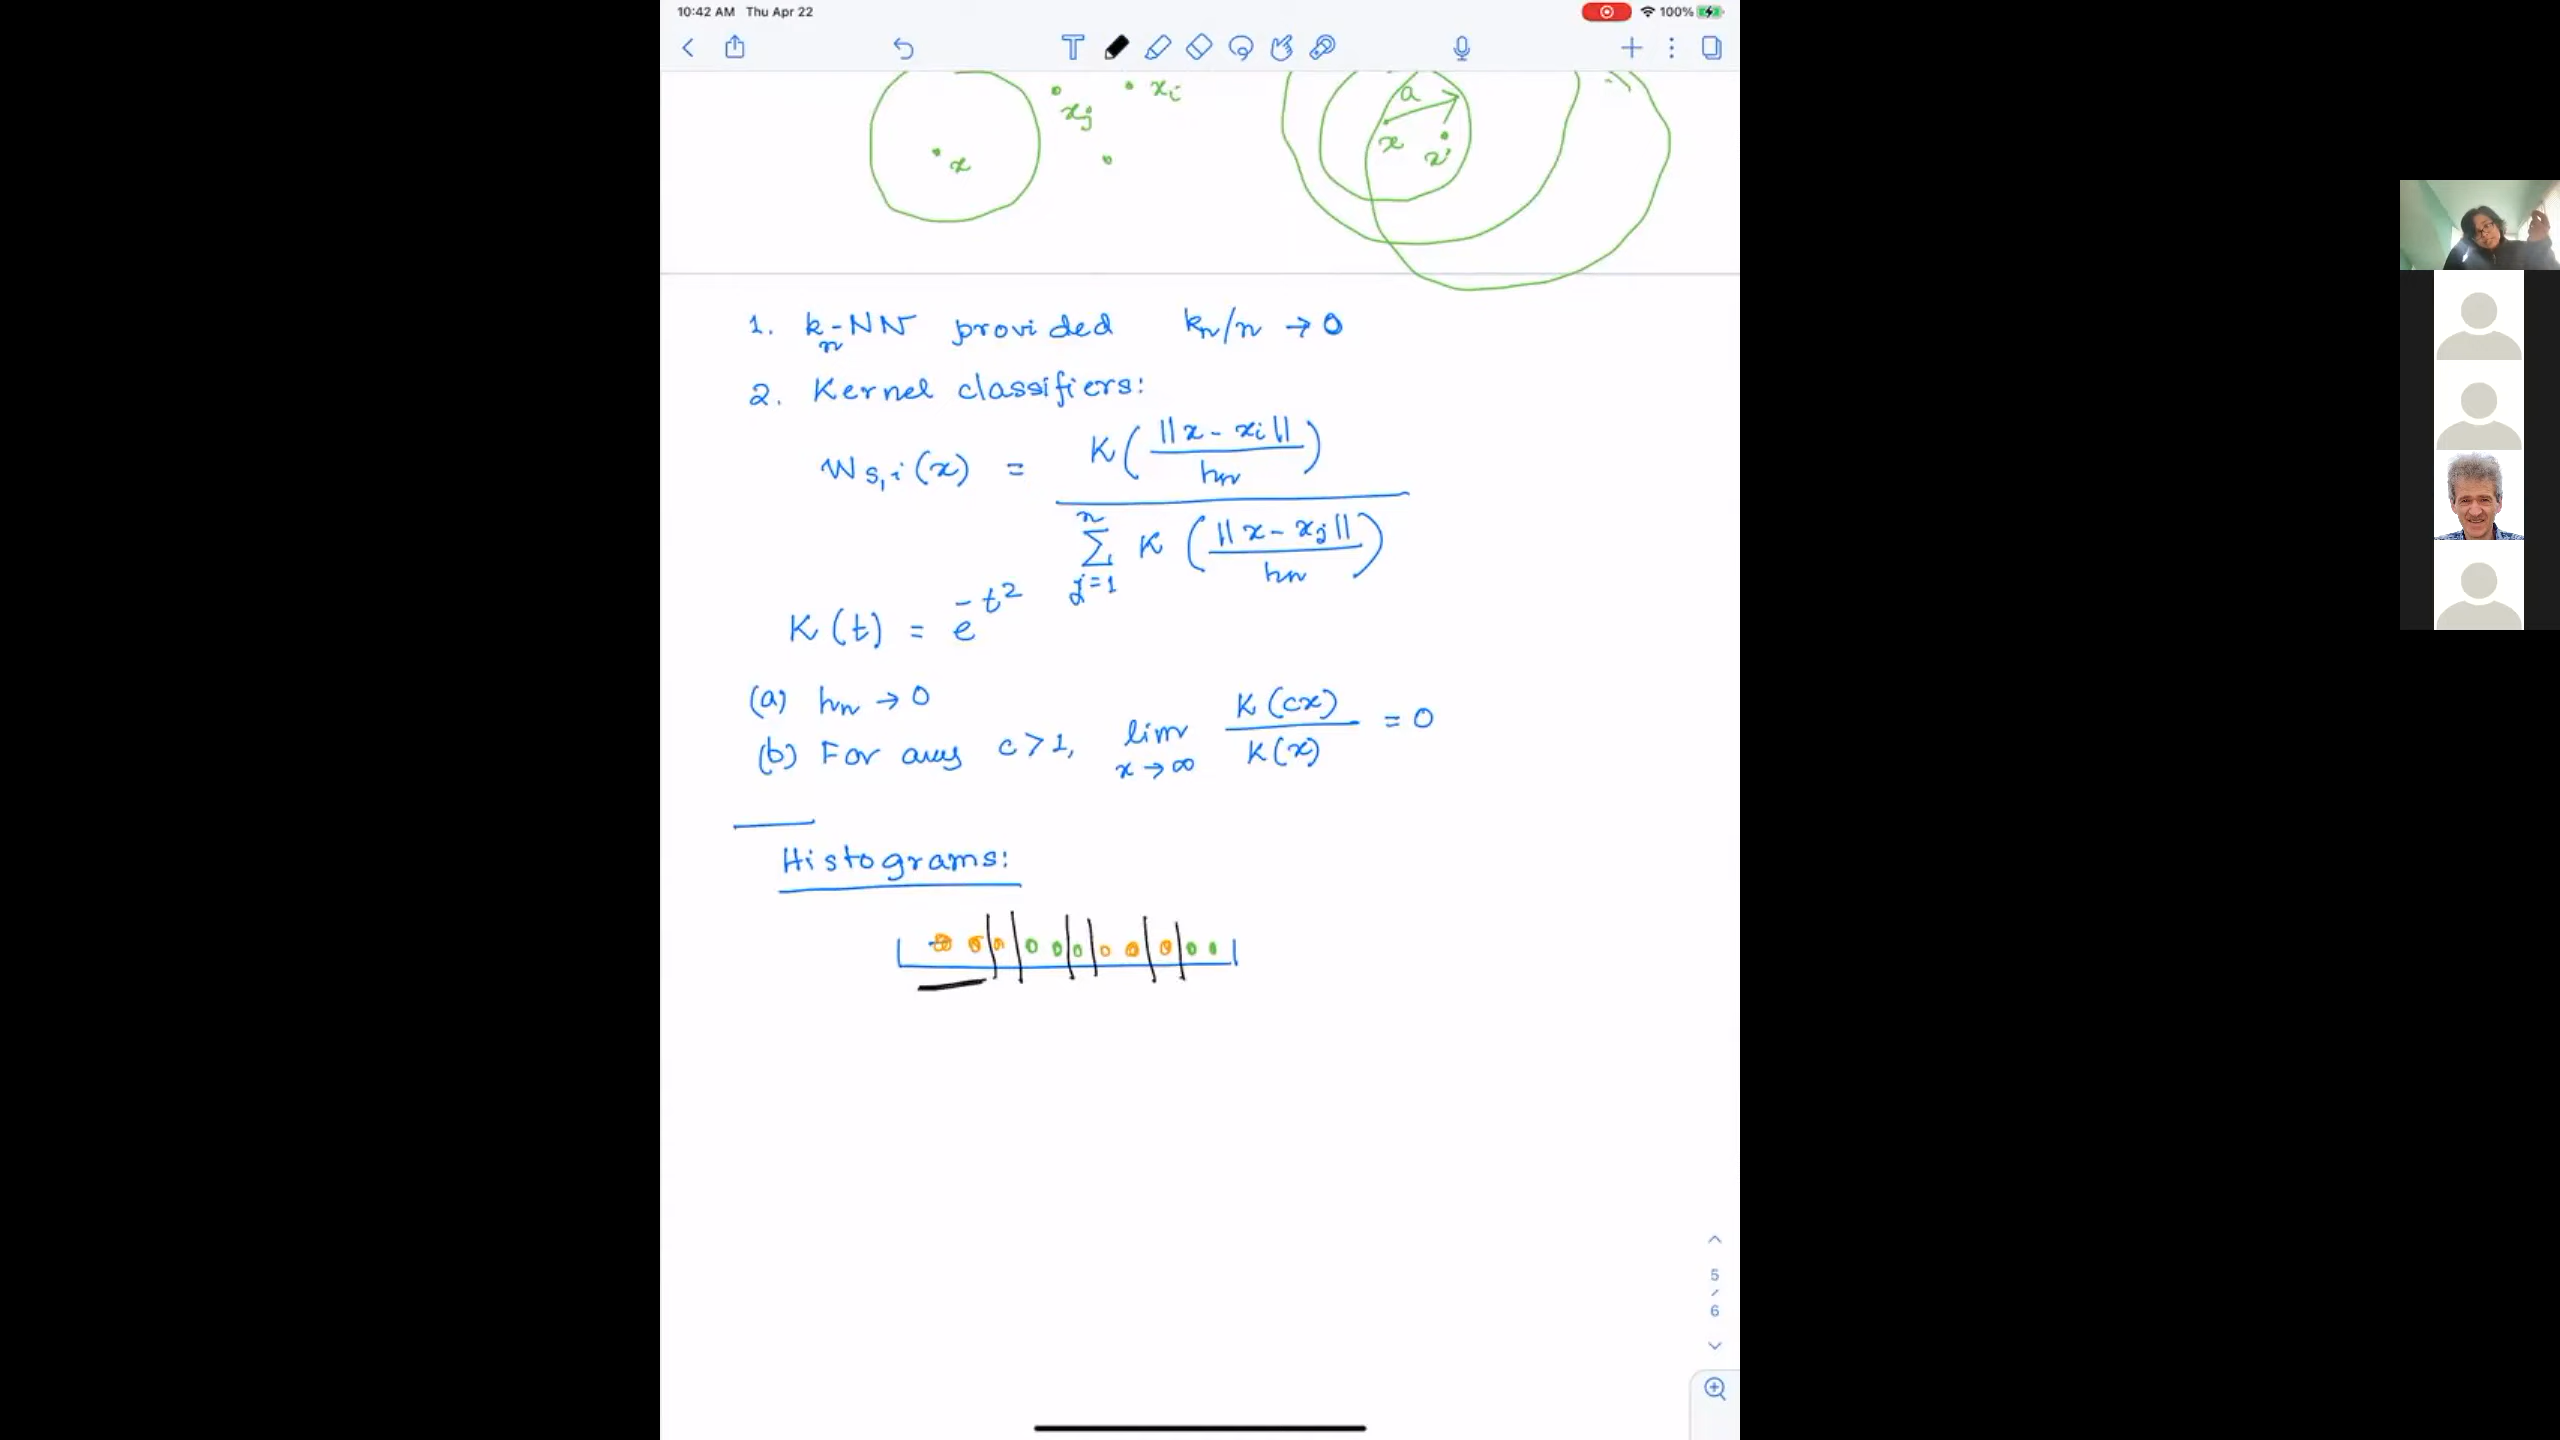 10:42 AM Thu Apr 22
100%
x_j
x_i
a
x
x
1. k_n-NN provided k_n/n → 0
2. Kernel classifiers:
W_{S,i}(x) = K(||x - x_i|| / h_n) / Σ_{j=1}^{n} K(||x - x_j|| / h_n)
K(t) = e^{-t^2}
(a) h_n → 0
(b) For any c > 1, lim_{x → ∞} K(cx) / K(x) = 0
Histograms:
5
/
6